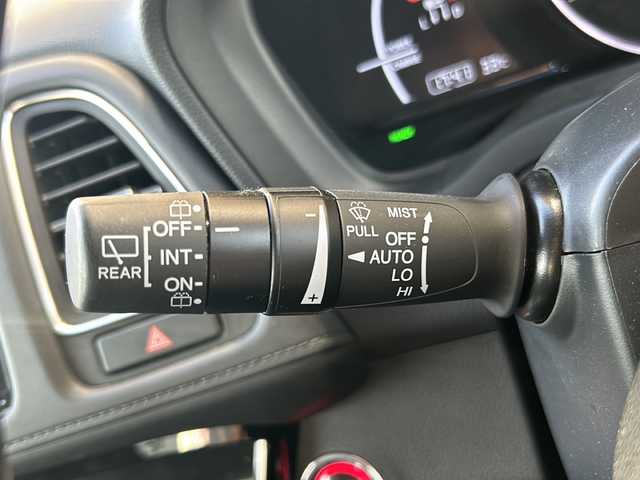 OFF
INT
ON
REAR
−
+
PULL
MIST
OFF
AUTO
LO
HI